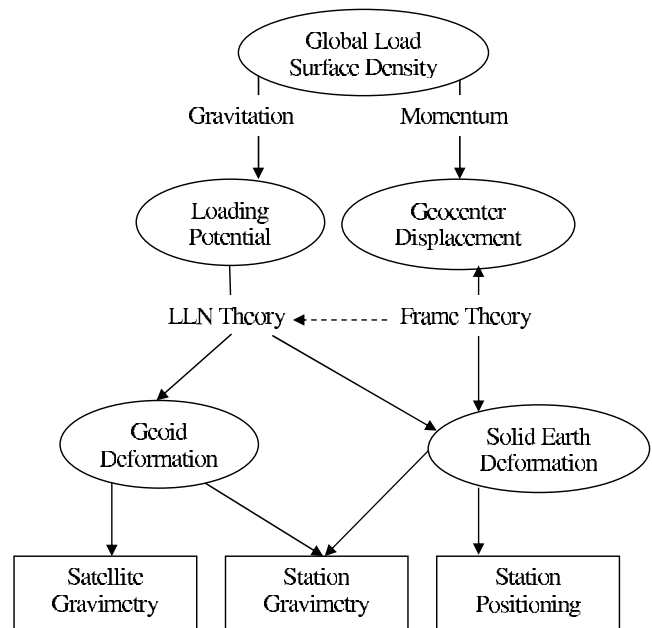 Global Load
Surface Density
Gravitation
Momentum
Loading
Potential
Geocenter
Displacement
LLN Theory
Frame Theory
Geoid
Deformation
Solid Earth
Deformation
Satellite
Gravimetry
Station
Gravimetry
Station
Positioning